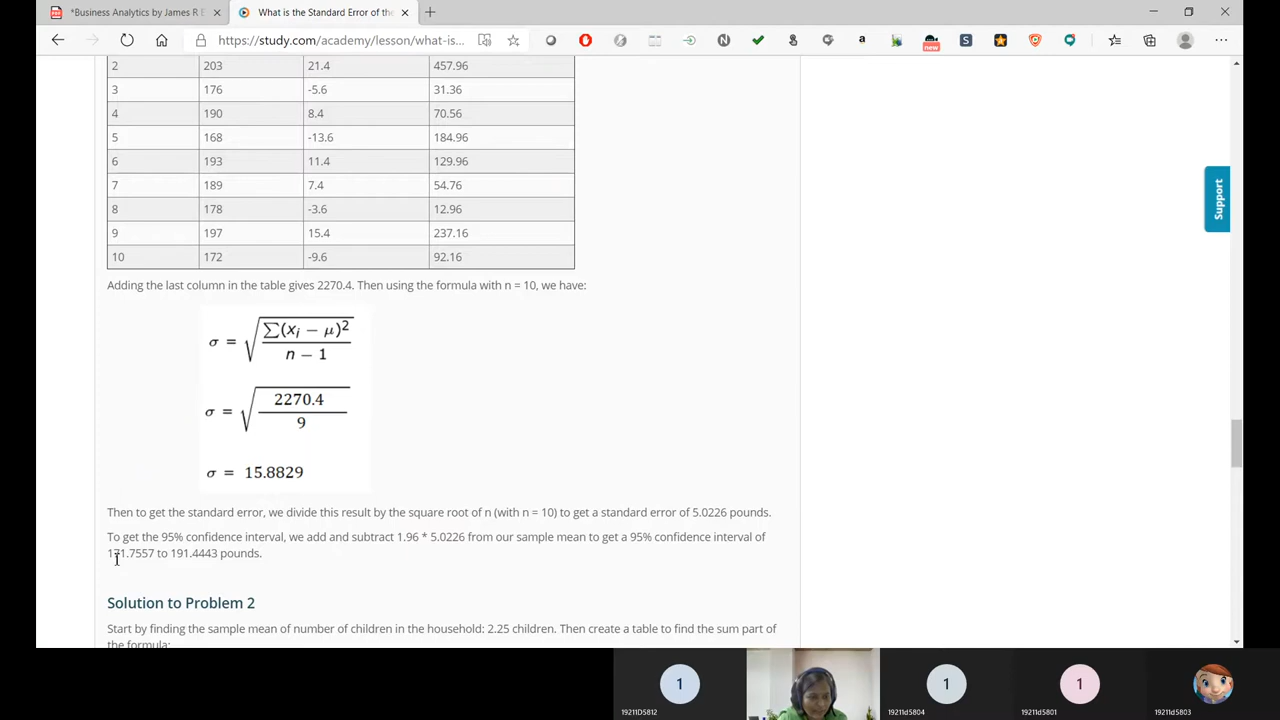 *Business Analytics by James R E
What is the Standard Error of the
https://study.com/academy/lesson/what-is...
2 203 21.4 457.96
3 176 -5.6 31.36
4 190 8.4 70.56
5 168 -13.6 184.96
6 193 11.4 129.96
7 189 7.4 54.76
8 178 -3.6 12.96
9 197 15.4 237.16
10 172 -9.6 92.16
Adding the last column in the table gives 2270.4. Then using the formula with n = 10, we have:
σ = √(∑(xi − μ)² / n − 1)
σ = √(2270.4 / 9)
σ = 15.8829
Then to get the standard error, we divide this result by the square root of n (with n = 10) to get a standard error of 5.0226 pounds.
To get the 95% confidence interval, we add and subtract 1.96 * 5.0226 from our sample mean to get a 95% confidence interval of
171.7557 to 191.4443 pounds.
Solution to Problem 2
Start by finding the sample mean of number of children in the household: 2.25 children. Then create a table to find the sum part of
the formula:
Support
new
1
1
1
19211D5812
19211d5804
19211d5801
19211d5803